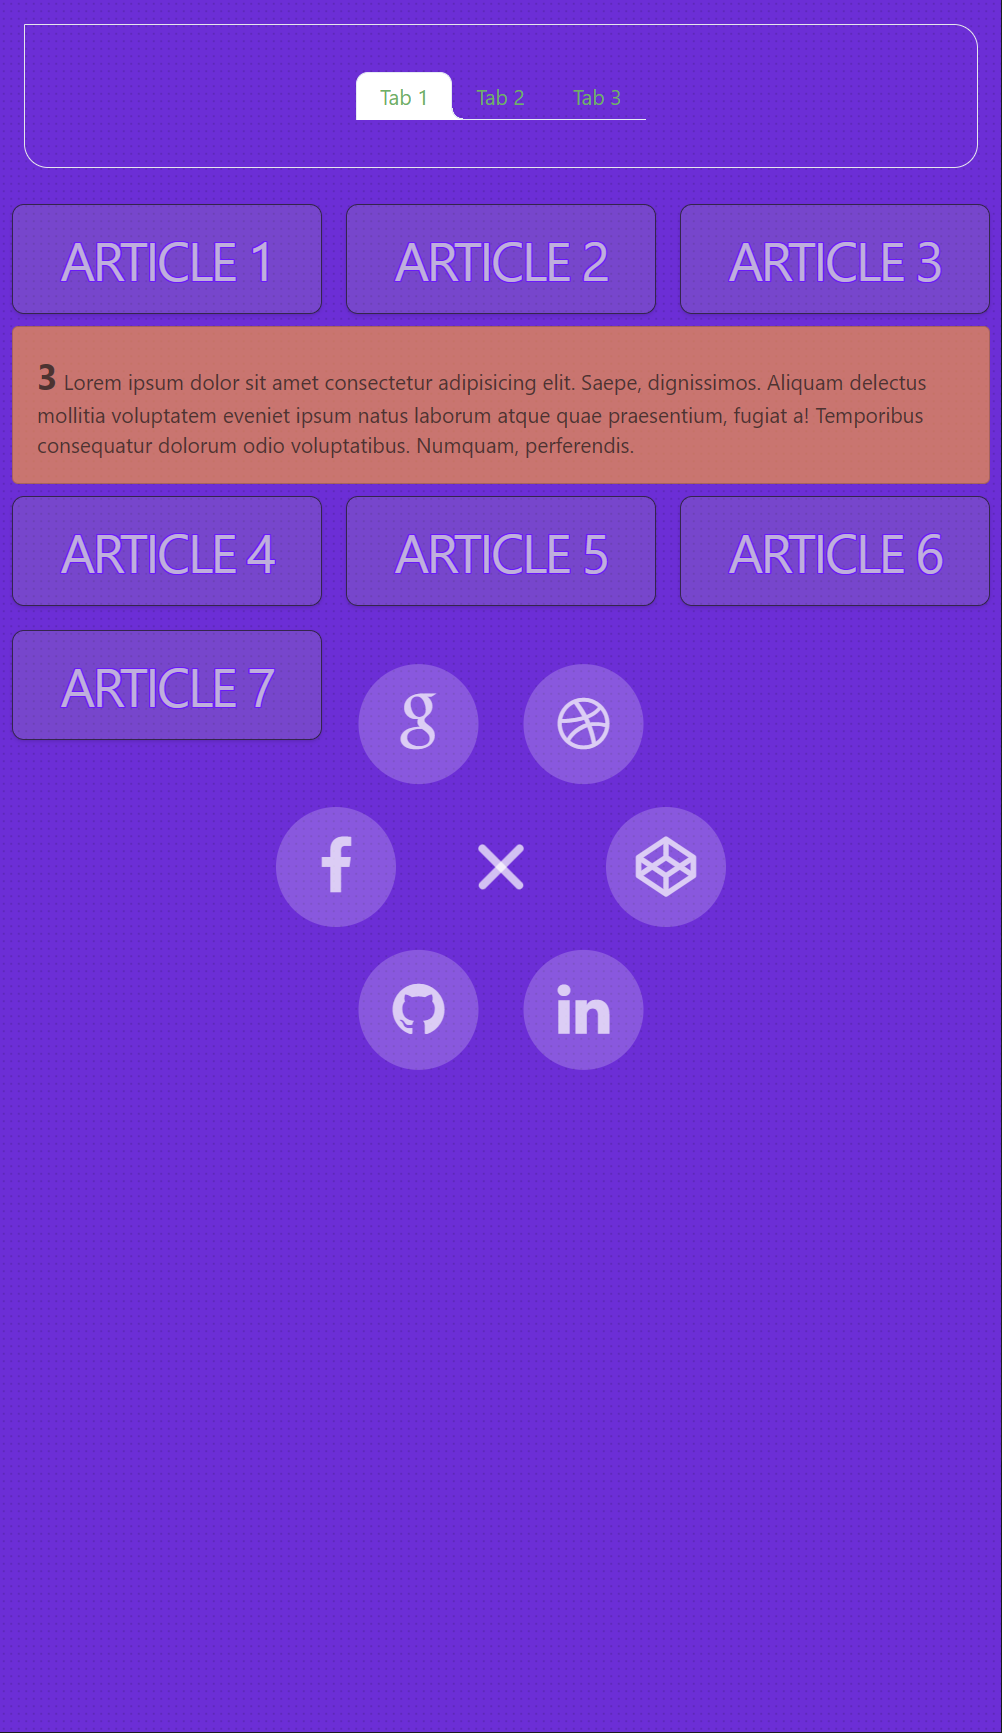 Tab 1 Tab 2 Tab 3
ARTICLE 1 ARTICLE 2 ARTICLE 3
3 Lorem ipsum dolor sit amet consectetur adipisicing elit. Saepe, dignissimos. Aliquam delectus
mollitia voluptatem eveniet ipsum natus laborum atque quae praesentium, fugiat a! Temporibus
consequatur dolorum odio voluptatibus. Numquam, perferendis.
ARTICLE 4 ARTICLE 5 ARTICLE 6
ARTICLE 7